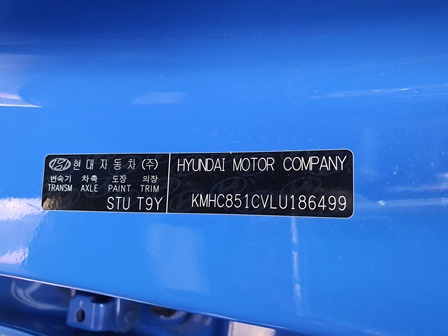 현대자동차(주)
변속기 차축 도장 의장
TRANSM AXLE PAINT TRIM
STU T9Y
HYUNDAI MOTOR COMPANY
KMHC851CVLU186499